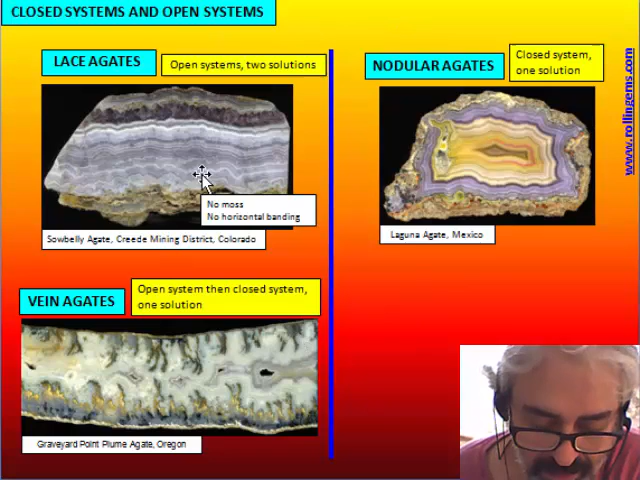 CLOSED SYSTEMS AND OPEN SYSTEMS
LACE AGATES
Open systems, two solutions
No moss
No horizontal banding
Sowbelly Agate, Creede Mining District, Colorado
VEIN AGATES
Open system then closed system,
one solution
Graveyard Point Plume Agate, Oregon
NODULAR AGATES
Closed system,
one solution
Laguna Agate, Mexico
www.rollingems.com